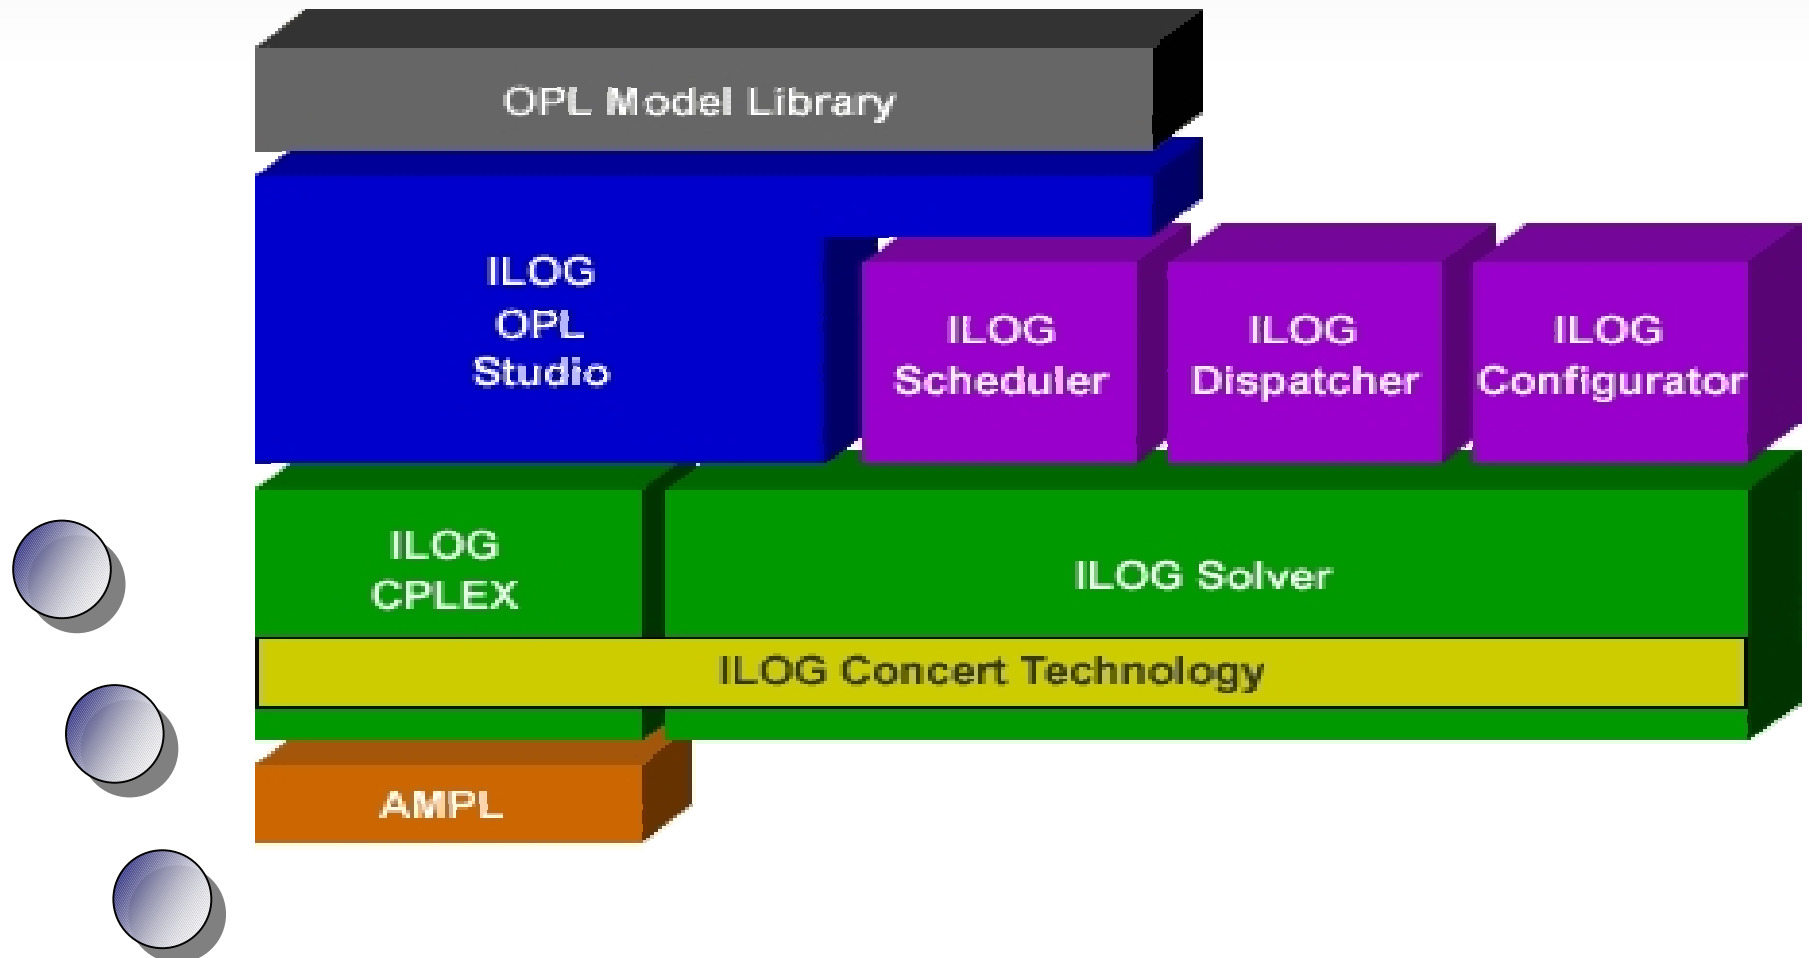 OPL Model Library
ILOG
OPL
Studio
ILOG
Scheduler
ILOG
Dispatcher
ILOG
Configurator
ILOG
CPLEX
ILOG Solver
ILOG Concert Technology
AMPL